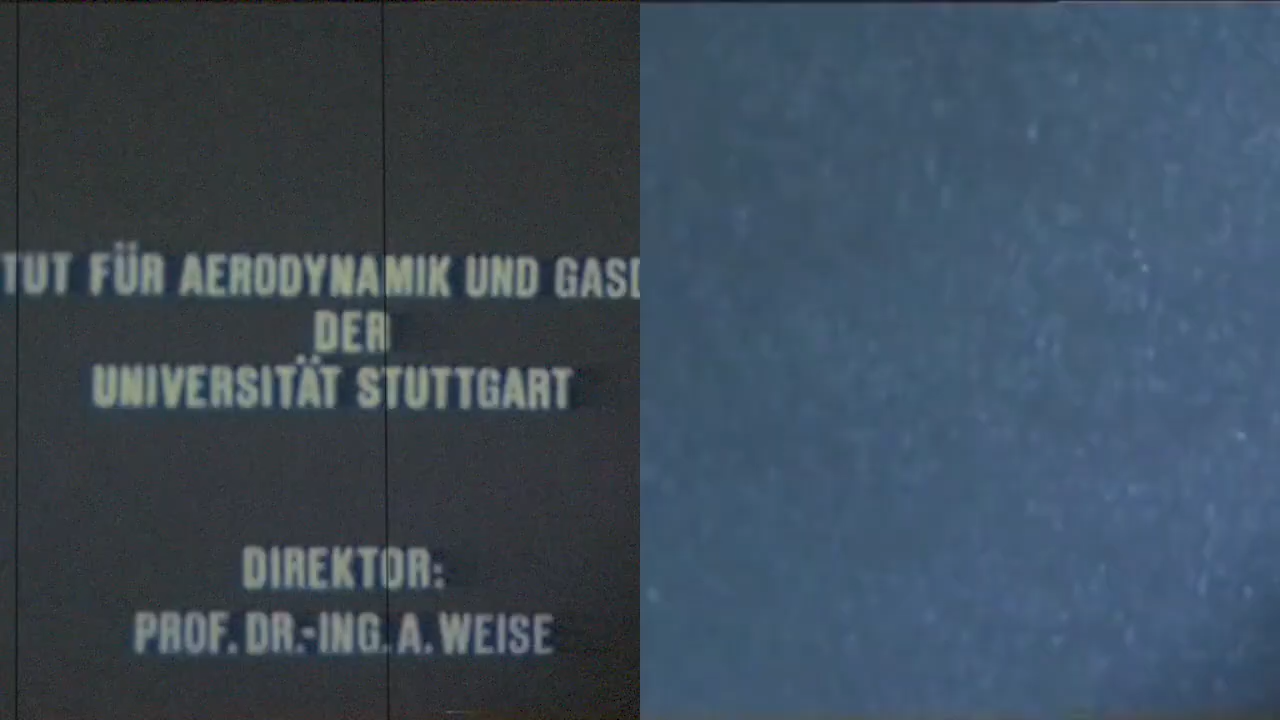 TUT FÜR AERODYNAMIK UND GASD
DER
UNIVERSITÄT STUTTGART
DIREKTOR:
PROF. DR.-ING. A. WEISE